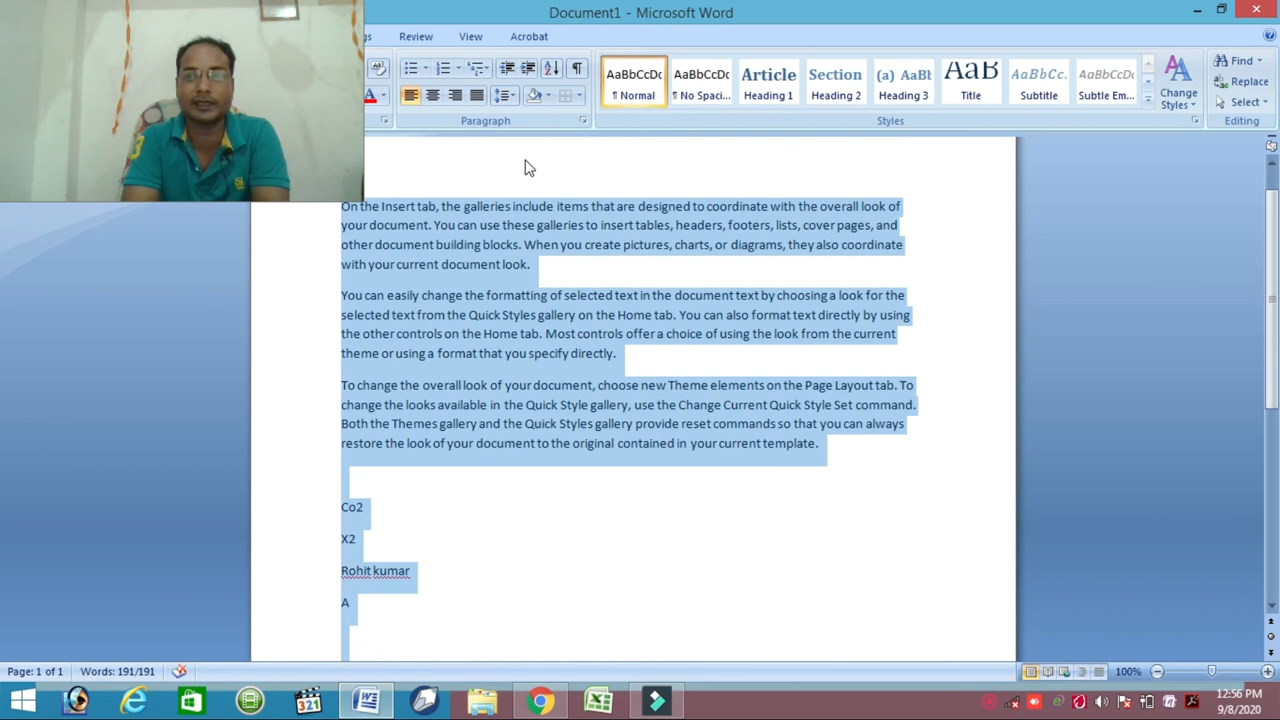 Document1 - Microsoft Word
Review View Acrobat
AaBbCcDc AaBbCcDc Article Section (a) AaBb AaB AaBbCc. AaBbCcDc
¶ Normal ¶ No Spaci... Heading 1 Heading 2 Heading 3 Title Subtitle Subtle Em...
Change
Styles
Find
Replace
Select
Paragraph Styles Editing
On the Insert tab, the galleries include items that are designed to coordinate with the overall look of
your document. You can use these galleries to insert tables, headers, footers, lists, cover pages, and
other document building blocks. When you create pictures, charts, or diagrams, they also coordinate
with your current document look.
You can easily change the formatting of selected text in the document text by choosing a look for the
selected text from the Quick Styles gallery on the Home tab. You can also format text directly by using
the other controls on the Home tab. Most controls offer a choice of using the look from the current
theme or using a format that you specify directly.
To change the overall look of your document, choose new Theme elements on the Page Layout tab. To
change the looks available in the Quick Style gallery, use the Change Current Quick Style Set command.
Both the Themes gallery and the Quick Styles gallery provide reset commands so that you can always
restore the look of your document to the original contained in your current template.
Co2
X2
Rohit kumar
A
Page: 1 of 1 Words: 191/191 100%
321
12:56 PM
9/8/2020